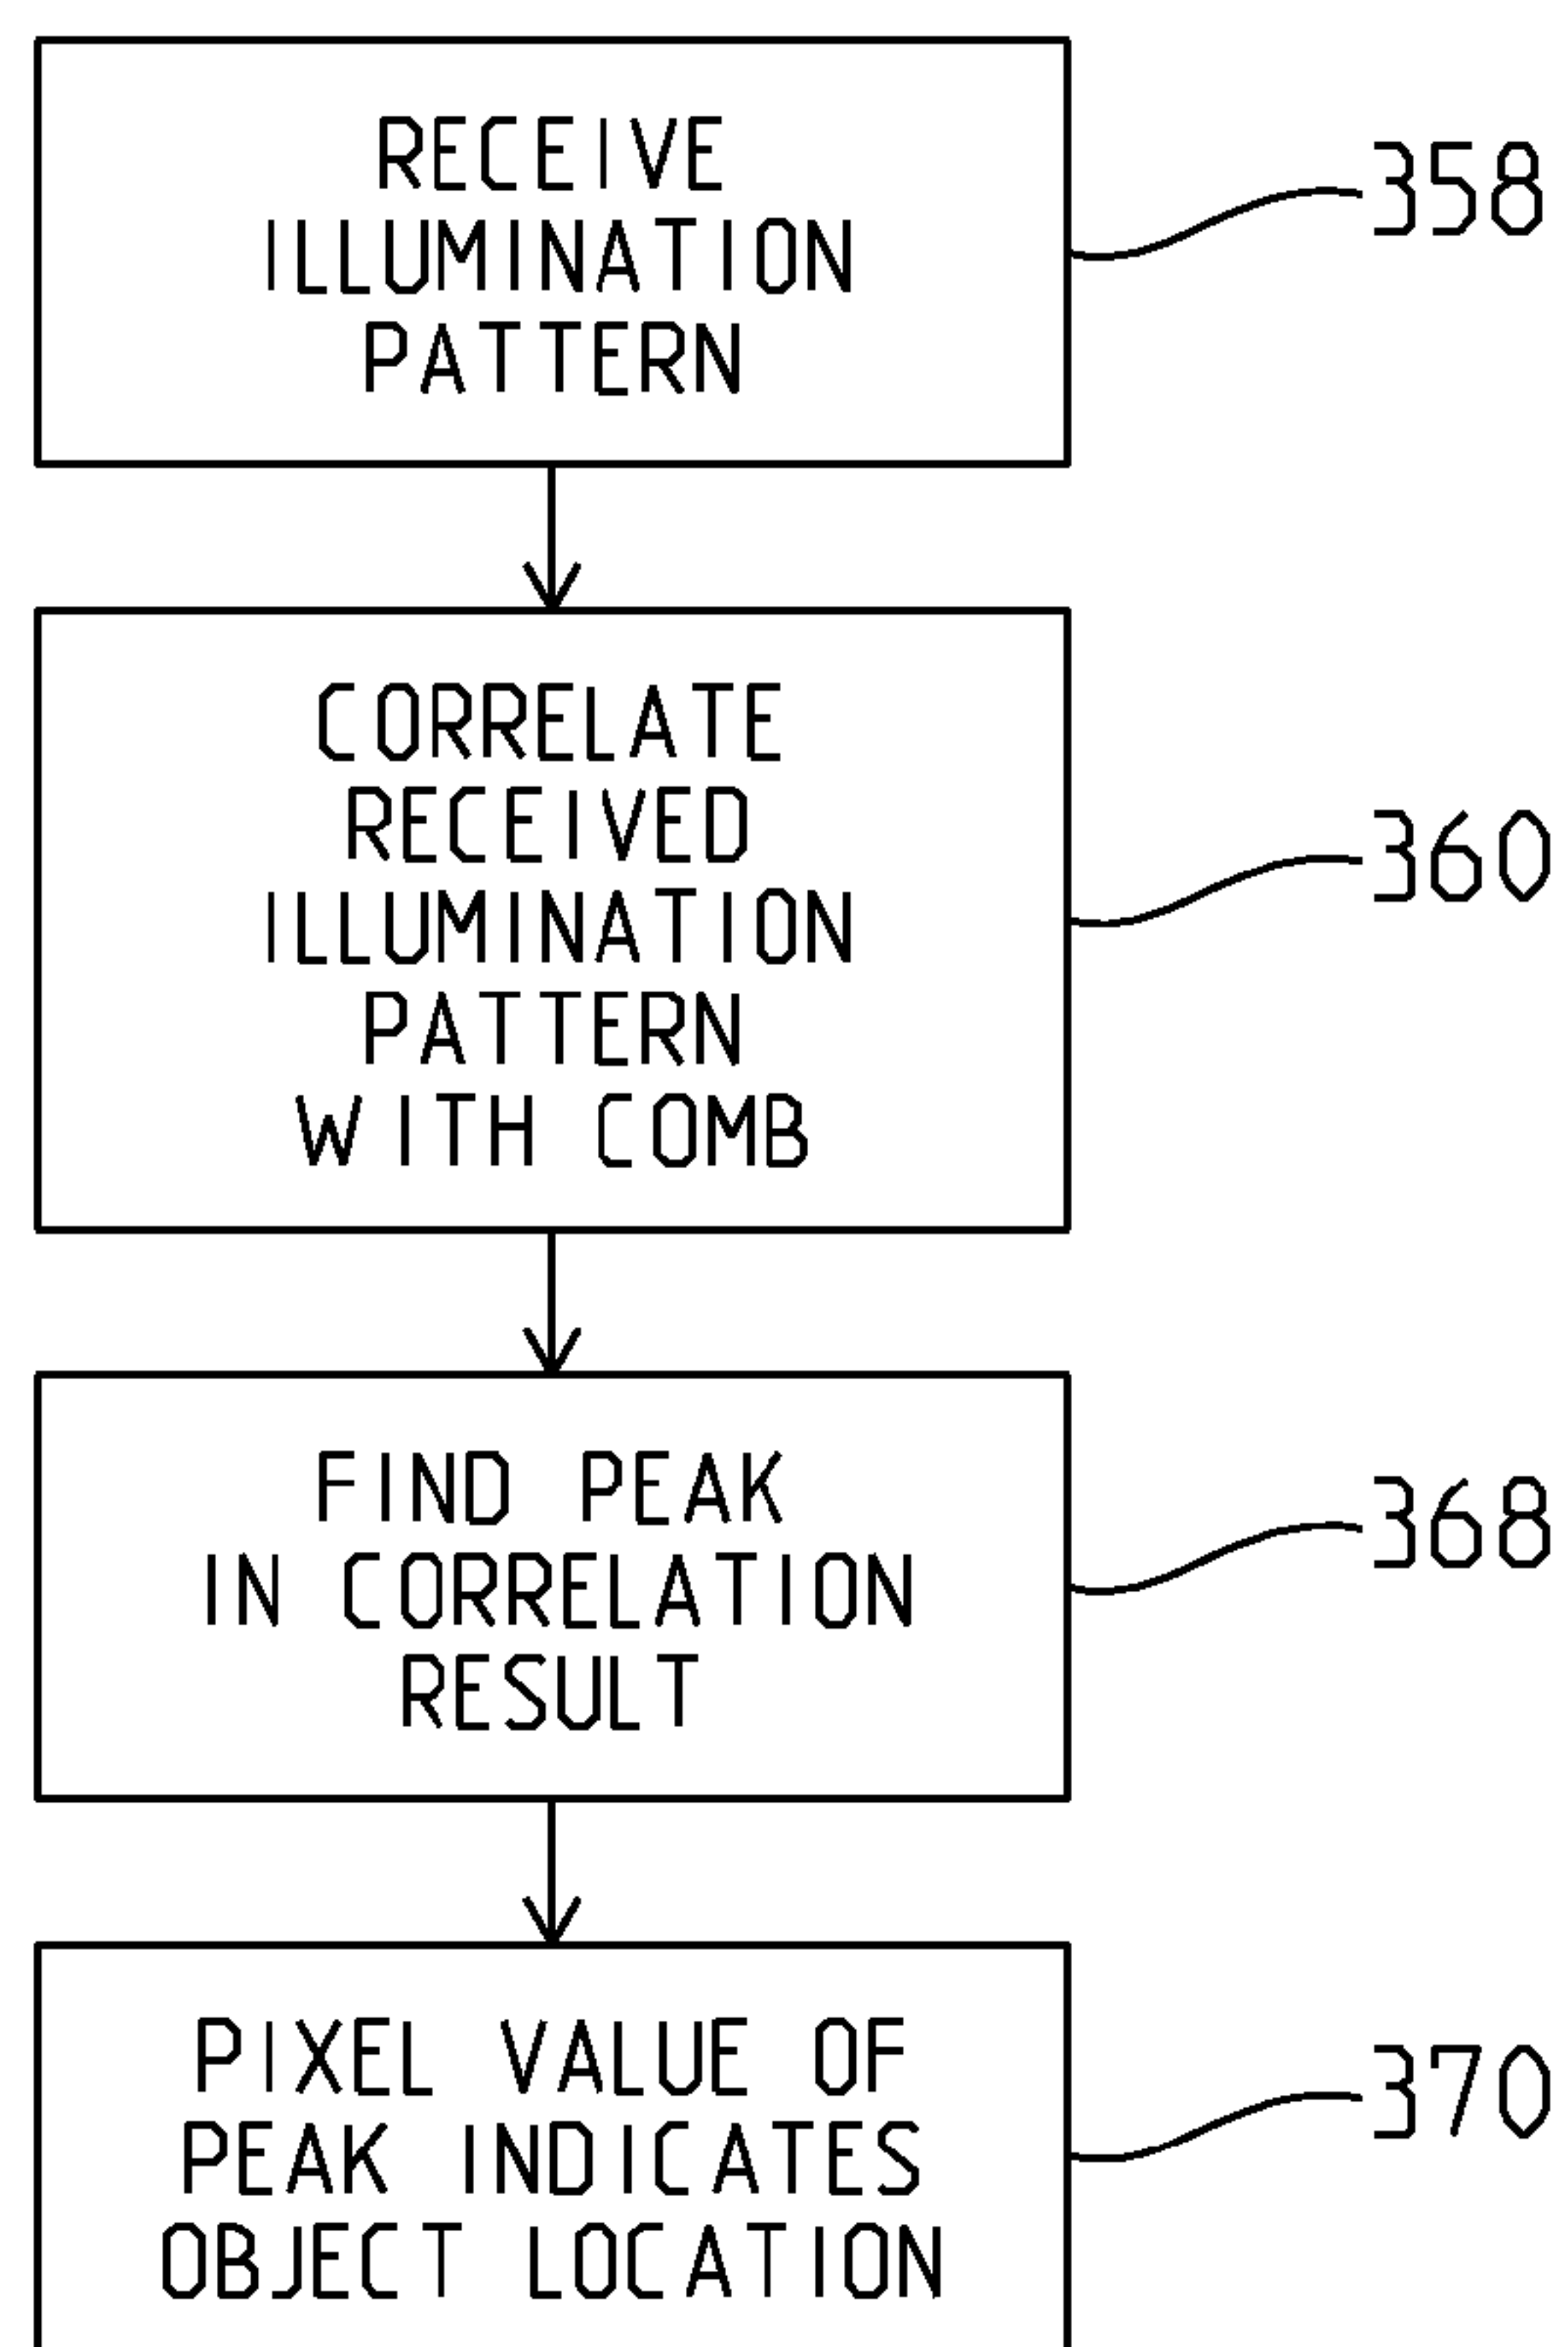 RECEIVE
ILLUMINATION
PATTERN
358
CORRELATE
RECEIVED
ILLUMINATION
PATTERN
WITH COMB
360
FIND PEAK
IN CORRELATION
RESULT
368
PIXEL VALUE OF
PEAK INDICATES
OBJECT LOCATION
370